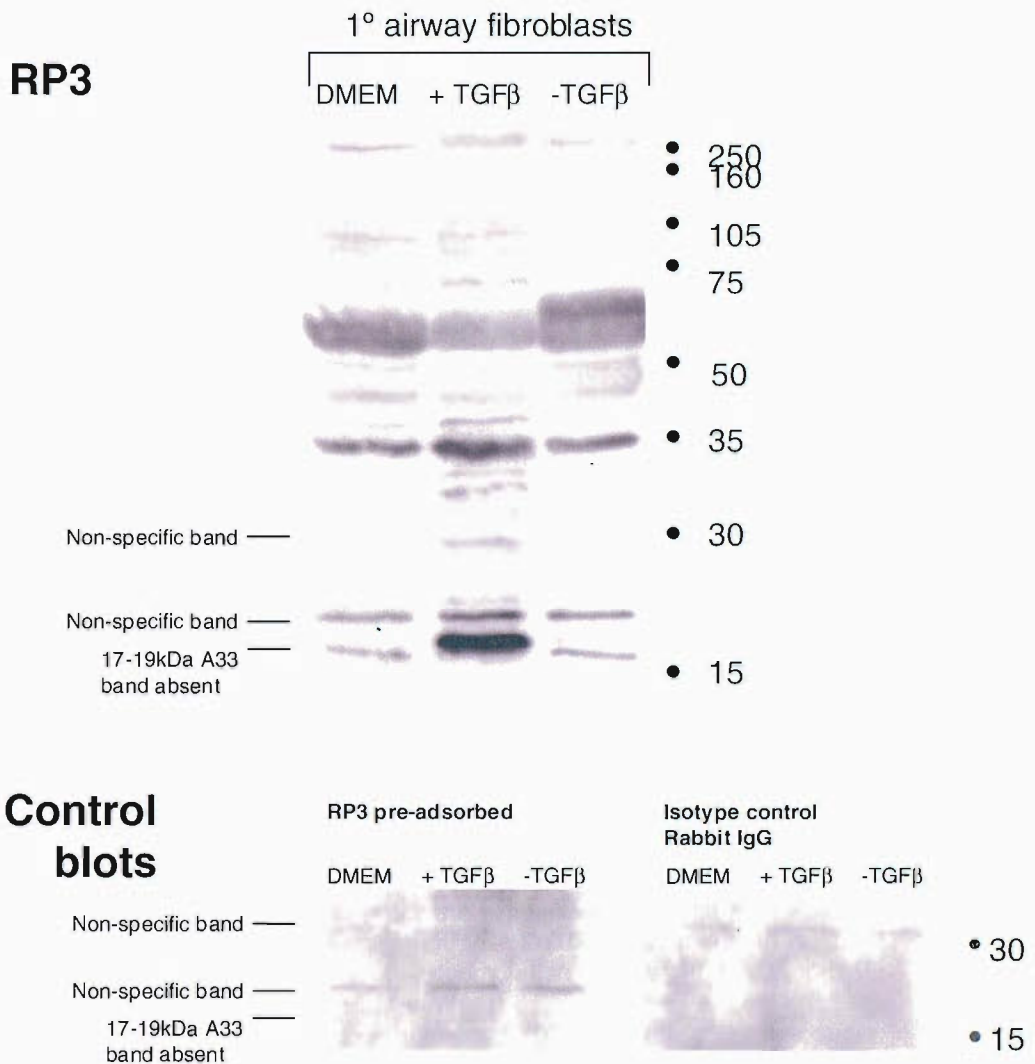 1º airway fibroblasts
RP3
DMEM + TGFβ -TGFβ
250
160
105
75
50
35
Non-specific band
30
Non-specific band
17-19kDa A33
band absent
15
Control
blots
RP3 pre-adsorbed
Isotype control
Rabbit IgG
DMEM + TGFβ -TGFβ
DMEM + TGFβ -TGFβ
Non-specific band
30
Non-specific band
17-19kDa A33
band absent
15